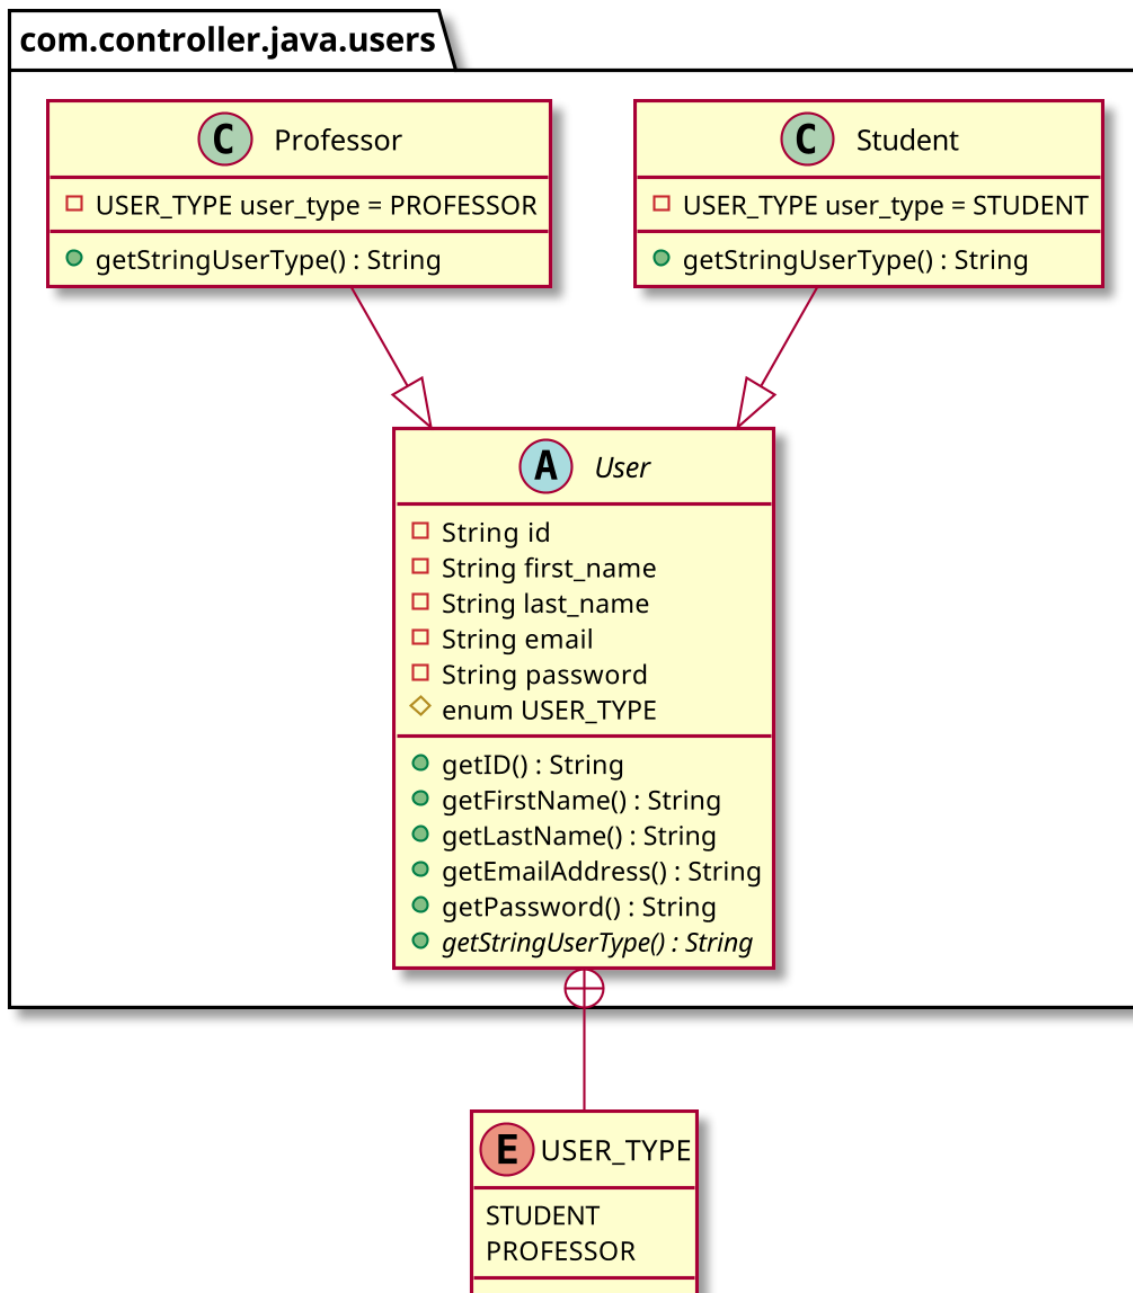 com.controller.java.users
C Professor
USER_TYPE user_type = PROFESSOR
getStringUserType() : String
C Student
USER_TYPE user_type = STUDENT
getStringUserType() : String
A User
String id
String first_name
String last_name
String email
String password
enum USER_TYPE
getID() : String
getFirstName() : String
getLastName() : String
getEmailAddress() : String
getPassword() : String
getStringUserType() : String
E USER_TYPE
STUDENT
PROFESSOR